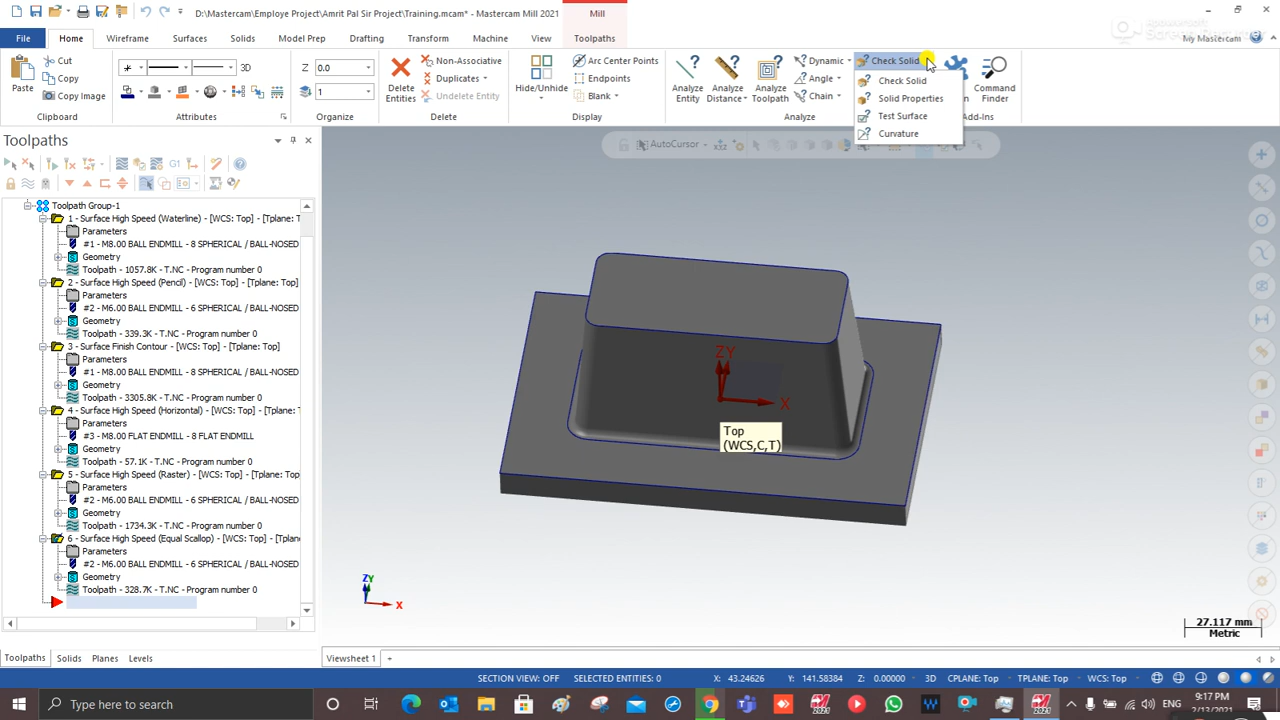 D:\Mastercam\Employe Project\Amrit Pal Sir Project\Training.mcam* - Mastercam Mill 2021
Mill
File
Home
Wireframe
Surfaces
Solids
Model Prep
Drafting
Transform
Machine
View
Toolpaths
My Mastercam
Paste
Cut
Copy
Copy Image
Clipboard
Attributes
Z 0.0
1
Organize
Delete Entities
Non-Associative
Duplicates
Undelete Entity
Delete
Hide/Unhide
Arc Center Points
Endpoints
Blank
Display
Analyze Entity
Analyze Distance
Analyze Toolpath
Dynamic
Angle
Chain
Analyze
Check Solid
Check Solid
Solid Properties
Test Surface
Curvature
Command Finder
Add-Ins
AutoCursor
Toolpaths
G1
Toolpath Group-1
1 - Surface High Speed (Waterline) - [WCS: Top] - [Tplane: T
Parameters
#1 - M8.00 BALL ENDMILL - 8 SPHERICAL / BALL-NOSED
Geometry
Toolpath - 1057.8K - T.NC - Program number 0
2 - Surface High Speed (Pencil) - [WCS: Top] - [Tplane: Top]
Parameters
#2 - M6.00 BALL ENDMILL - 6 SPHERICAL / BALL-NOSED
Geometry
Toolpath - 339.3K - T.NC - Program number 0
3 - Surface Finish Contour - [WCS: Top] - [Tplane: Top]
Parameters
#1 - M8.00 BALL ENDMILL - 8 SPHERICAL / BALL-NOSED
Geometry
Toolpath - 3305.8K - T.NC - Program number 0
4 - Surface High Speed (Horizontal) - [WCS: Top] - [Tplane:
Parameters
#3 - M8.00 FLAT ENDMILL - 8 FLAT ENDMILL
Geometry
Toolpath - 57.1K - T.NC - Program number 0
5 - Surface High Speed (Raster) - [WCS: Top] - [Tplane: Top]
Parameters
#2 - M6.00 BALL ENDMILL - 6 SPHERICAL / BALL-NOSED
Geometry
Toolpath - 1734.3K - T.NC - Program number 0
6 - Surface High Speed (Equal Scallop) - [WCS: Top] - [Tplane
Parameters
#2 - M6.00 BALL ENDMILL - 6 SPHERICAL / BALL-NOSED
Geometry
Toolpath - 328.7K - T.NC - Program number 0
ZY
X
Top
(WCS,C,T)
ZY
X
27.117 mm
Metric
Toolpaths
Solids
Planes
Levels
Viewsheet 1
+
SECTION VIEW: OFF
SELECTED ENTITIES: 0
X: 43.24626
Y: 141.58384
Z: 0.00000
3D
CPLANE: Top
TPLANE: Top
WCS: Top
Type here to search
ENG
9:17 PM
2/13/2021